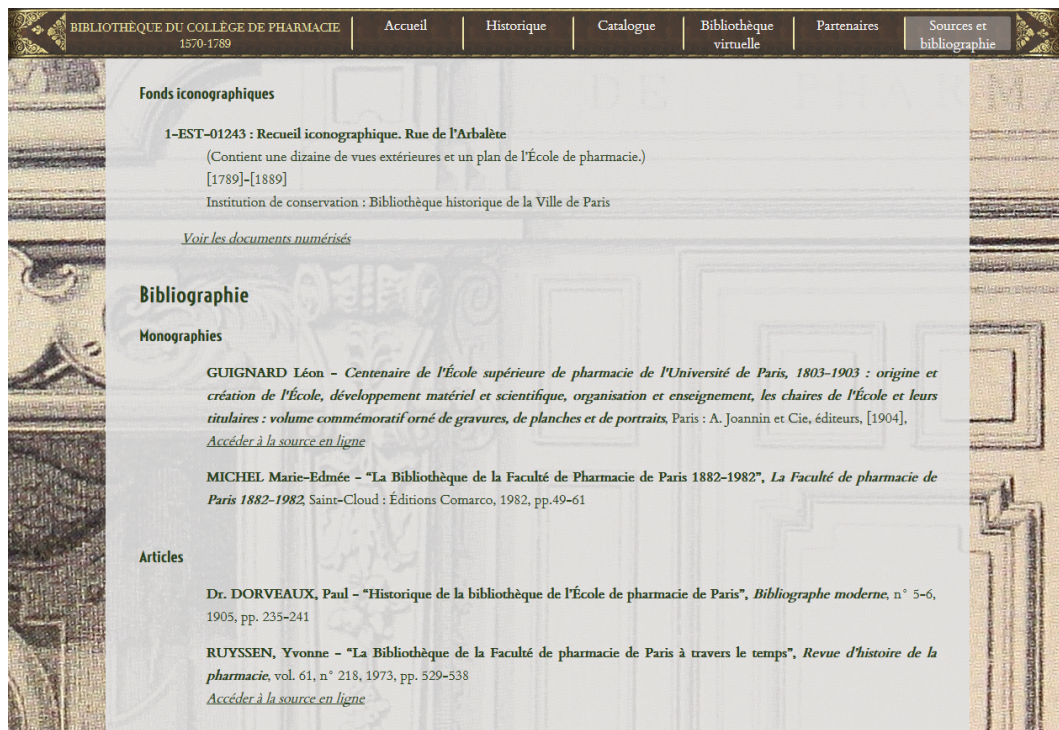 BIBLIOTHÈQUE DU COLLÈGE DE PHARMACIE
1570-1789
Accueil
Historique
Catalogue
Bibliothèque
virtuelle
Partenaires
Sources et
bibliographie
Fonds iconographiques
1-EST-01243 : Recueil iconographique. Rue de l'Arbalète
(Contient une dizaine de vues extérieures et un plan de l'École de pharmacie.)
[1789]-[1889]
Institution de conservation : Bibliothèque historique de la Ville de Paris
Voir les documents numérisés
Bibliographie
Monographies
GUIGNARD Léon - Centenaire de l'École supérieure de pharmacie de l'Université de Paris, 1803-1903 : origine et
création de l'École, développement matériel et scientifique, organisation et enseignement, les chaires de l'École et leurs
titulaires : volume commémoratif orné de gravures, de planches et de portraits, Paris : A. Joannin et Cie, éditeurs, [1904],
Accéder à la source en ligne
MICHEL Marie-Edmée - "La Bibliothèque de la Faculté de Pharmacie de Paris 1882-1982", La Faculté de pharmacie de
Paris 1882-1982, Saint-Cloud : Éditions Comarco, 1982, pp.49-61
Articles
Dr. DORVEAUX, Paul - "Historique de la bibliothèque de l'École de pharmacie de Paris", Bibliographe moderne, n° 5-6,
1905, pp. 235-241
RUYSSEN, Yvonne - "La Bibliothèque de la Faculté de pharmacie de Paris à travers le temps", Revue d'histoire de la
pharmacie, vol. 61, n° 218, 1973, pp. 529-538
Accéder à la source en ligne